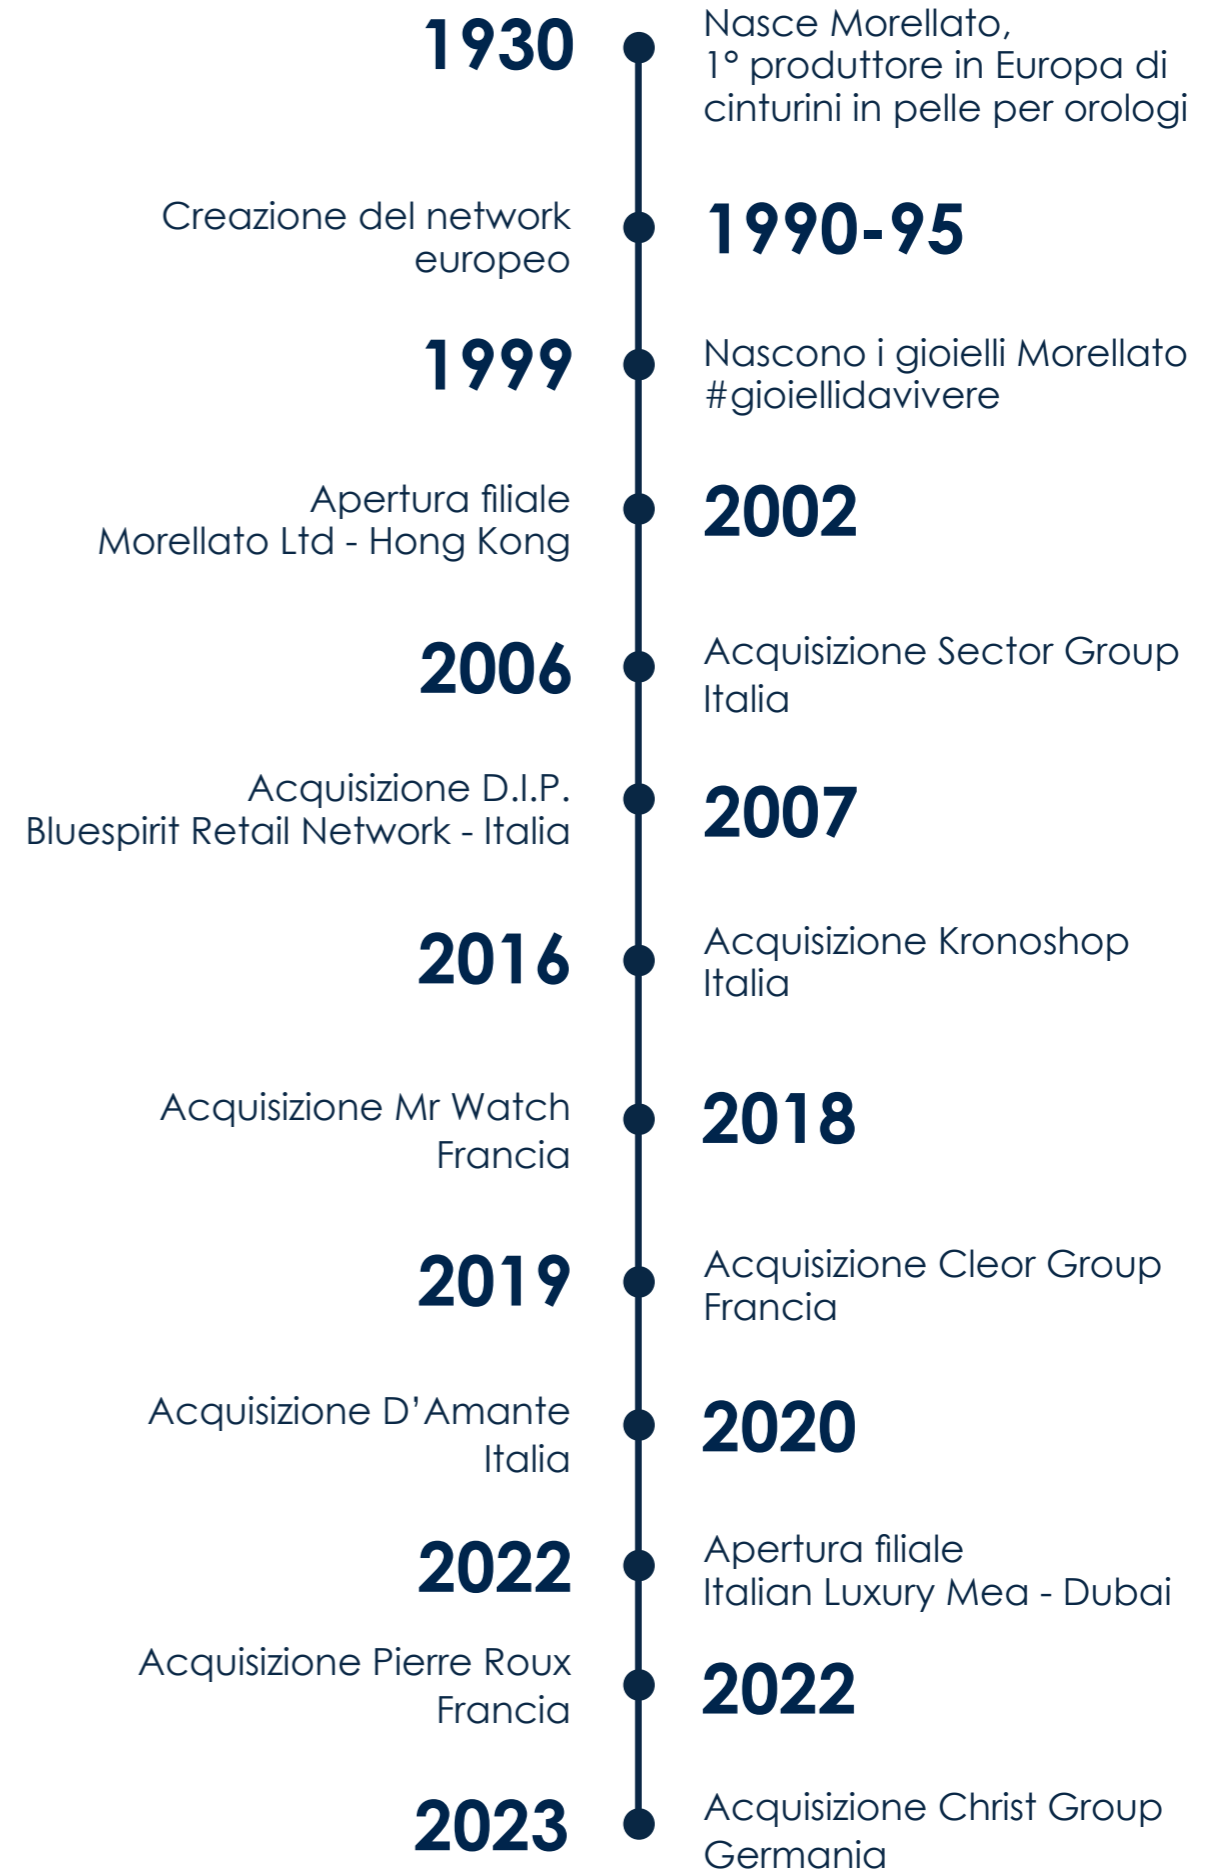 1930
Nasce Morellato,
1° produttore in Europa di
cinturini in pelle per orologi
Creazione del network
europeo
1990-95
1999
Nascono i gioielli Morellato
#gioiellidavivere
Apertura filiale
Morellato Ltd - Hong Kong
2002
2006
Acquisizione Sector Group
Italia
Acquisizione D.I.P.
Bluespirit Retail Network - Italia
2007
2016
Acquisizione Kronoshop
Italia
Acquisizione Mr Watch
Francia
2018
2019
Acquisizione Cleor Group
Francia
Acquisizione D’Amante
Italia
2020
2022
Apertura filiale
Italian Luxury Mea - Dubai
Acquisizione Pierre Roux
Francia
2022
2023
Acquisizione Christ Group
Germania